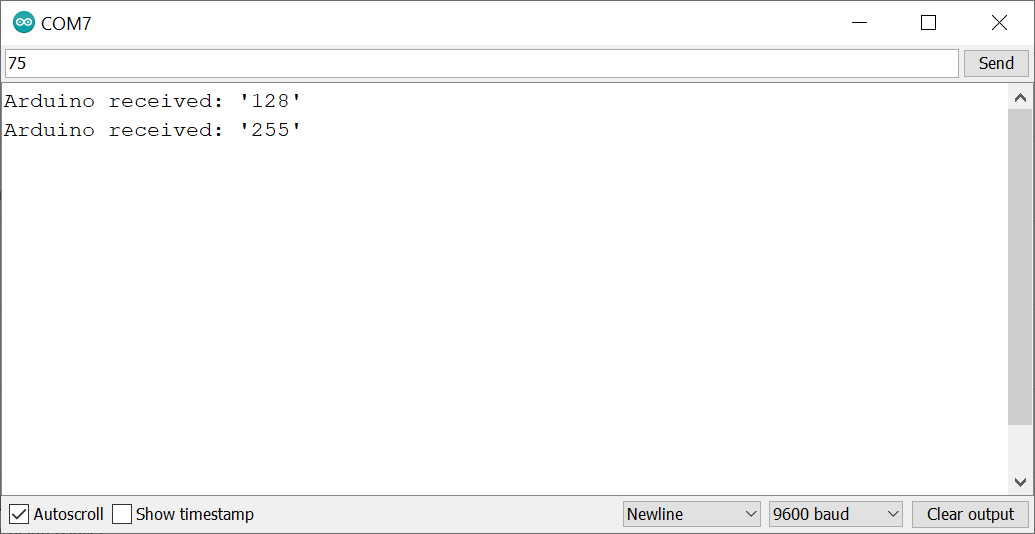 COM7
75
Send
Arduino received: '128'
Arduino received: '255'
Autoscroll Show timestamp Newline 9600 baud Clear output